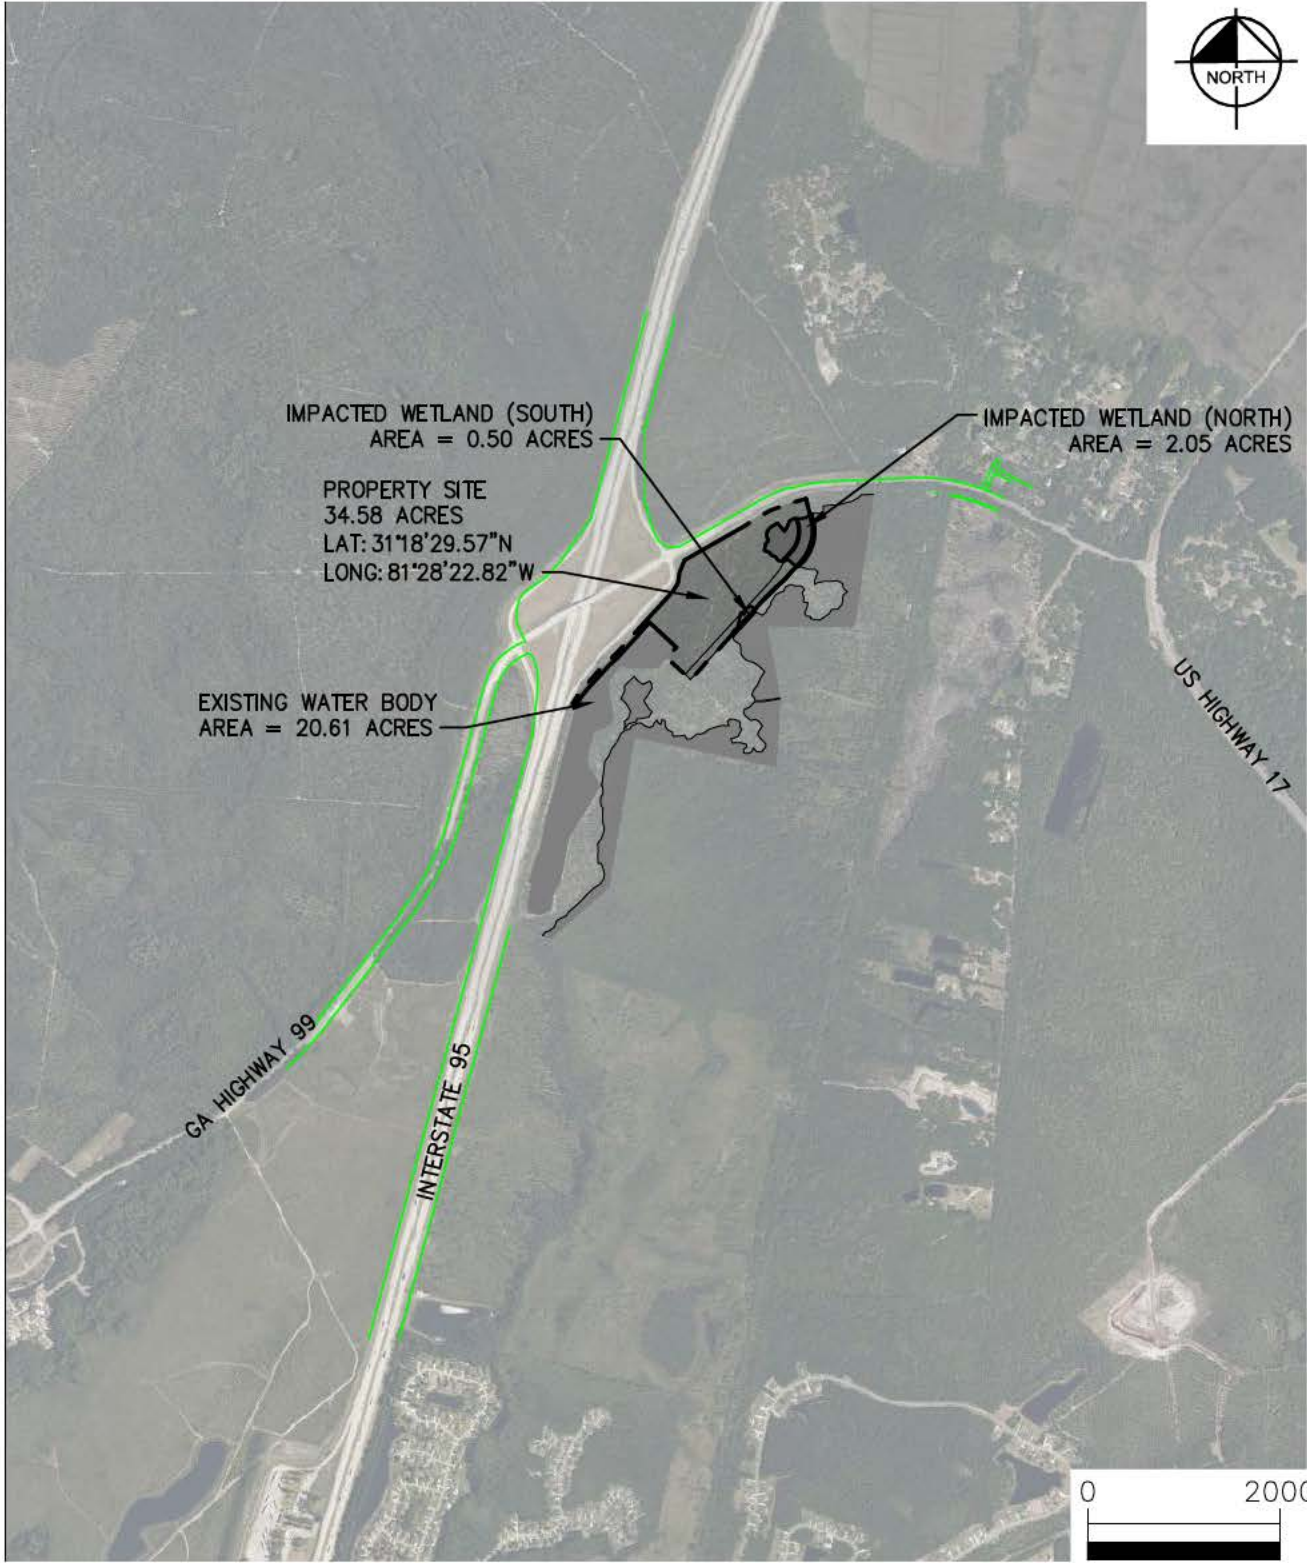 NORTH
IMPACTED WETLAND (SOUTH)
AREA = 0.50 ACRES
IMPACTED WETLAND (NORTH)
AREA = 2.05 ACRES
PROPERTY SITE
34.58 ACRES
LAT: 31°18'29.57"N
LONG: 81°28'22.82"W
EXISTING WATER BODY
AREA = 20.61 ACRES
US HIGHWAY 17
GA HIGHWAY 99
INTERSTATE 95
0 2000